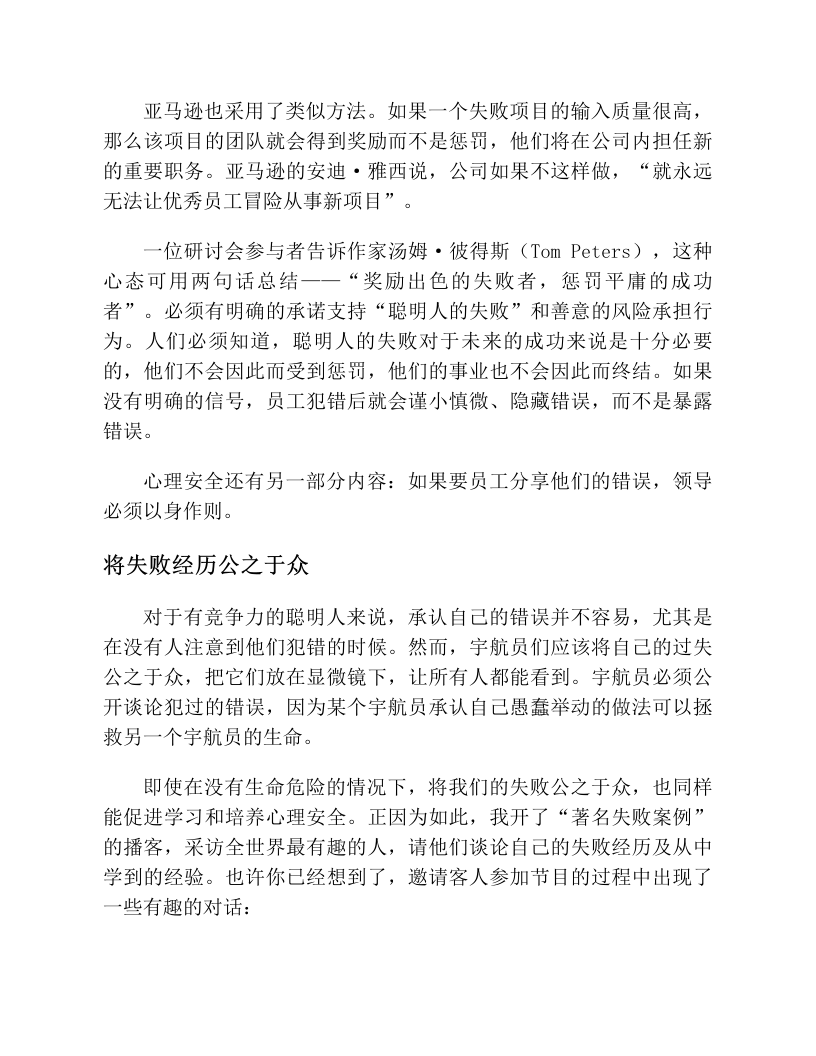 亚马逊也采用了类似方法。如果一个失败项目的输入质量很高，
那么该项目的团队就会得到奖励而不是惩罚，他们将在公司内担任新
的重要职务。亚马逊的安迪·雅西说，公司如果不这样做，“就永远
无法让优秀员工冒险从事新项目”。
一位研讨会参与者告诉作家汤姆·彼得斯（Tom Peters），这种
心态可用两句话总结——“奖励出色的失败者，惩罚平庸的成功
者”。必须有明确的承诺支持“聪明人的失败”和善意的风险承担行
为。人们必须知道，聪明人的失败对于未来的成功来说是十分必要
的，他们不会因此而受到惩罚，他们的事业也不会因此而终结。如果
没有明确的信号，员工犯错后就会谨小慎微、隐藏错误，而不是暴露
错误。
心理安全还有另一部分内容：如果要员工分享他们的错误，领导
必须以身作则。
将失败经历公之于众
对于有竞争力的聪明人来说，承认自己的错误并不容易，尤其是
在没有人注意到他们犯错的时候。然而，宇航员们应该将自己的过失
公之于众，把它们放在显微镜下，让所有人都能看到。宇航员必须公
开谈论犯过的错误，因为某个宇航员承认自己愚蠢举动的做法可以拯
救另一个宇航员的生命。
即使在没有生命危险的情况下，将我们的失败公之于众，也同样
能促进学习和培养心理安全。正因为如此，我开了“著名失败案例”
的播客，采访全世界最有趣的人，请他们谈论自己的失败经历及从中
学到的经验。也许你已经想到了，邀请客人参加节目的过程中出现了
一些有趣的对话：